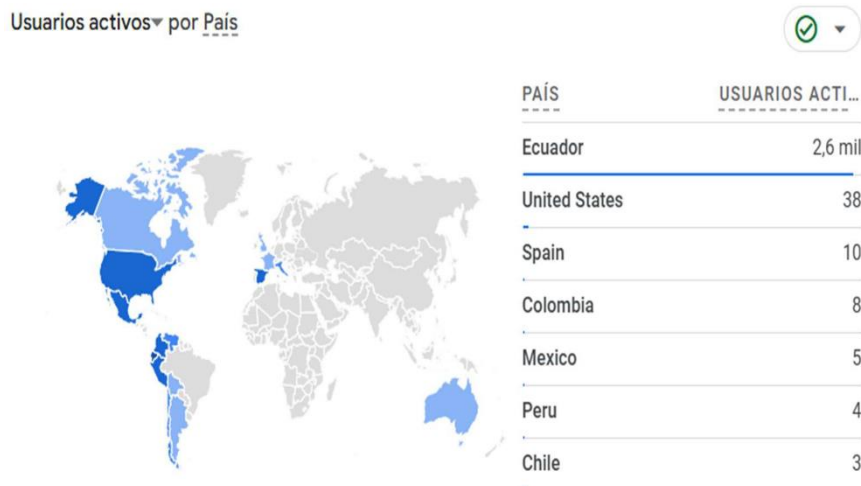 Usuarios activos por País
PAÍS USUARIOS ACTI...
Ecuador 2,6 mil
United States 38
Spain 10
Colombia 8
Mexico 5
Peru 4
Chile 3